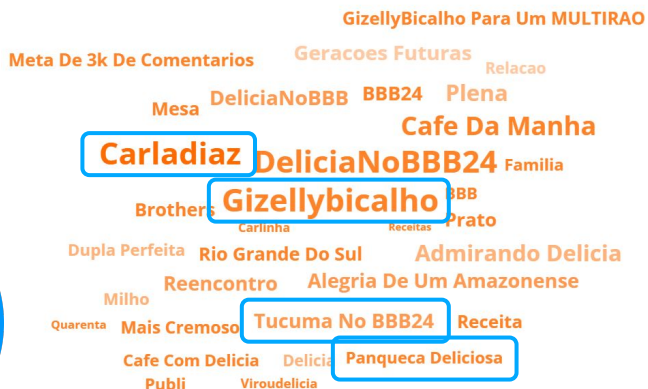 GizellyBicalho Para Um MULTIRAO
Meta De 3k De Comentarios
Geracoes Futuras
Relacao
Mesa
DeliciaNoBBB
BBB24
Plena
Cafe Da Manha
Carladiaz
DeliciaNoBBB24
Familia
Gizellybicalho
BBB
Brothers
Carlinha
Receitas
Prato
Dupla Perfeita
Rio Grande Do Sul
Admirando Delicia
Reencontro
Alegria De Um Amazonense
Milho
Quarenta
Mais Cremoso
Tucuma No BBB24
Receita
Cafe Com Delicia
Delicia
Panqueca Deliciosa
Publi
Viroudelicia